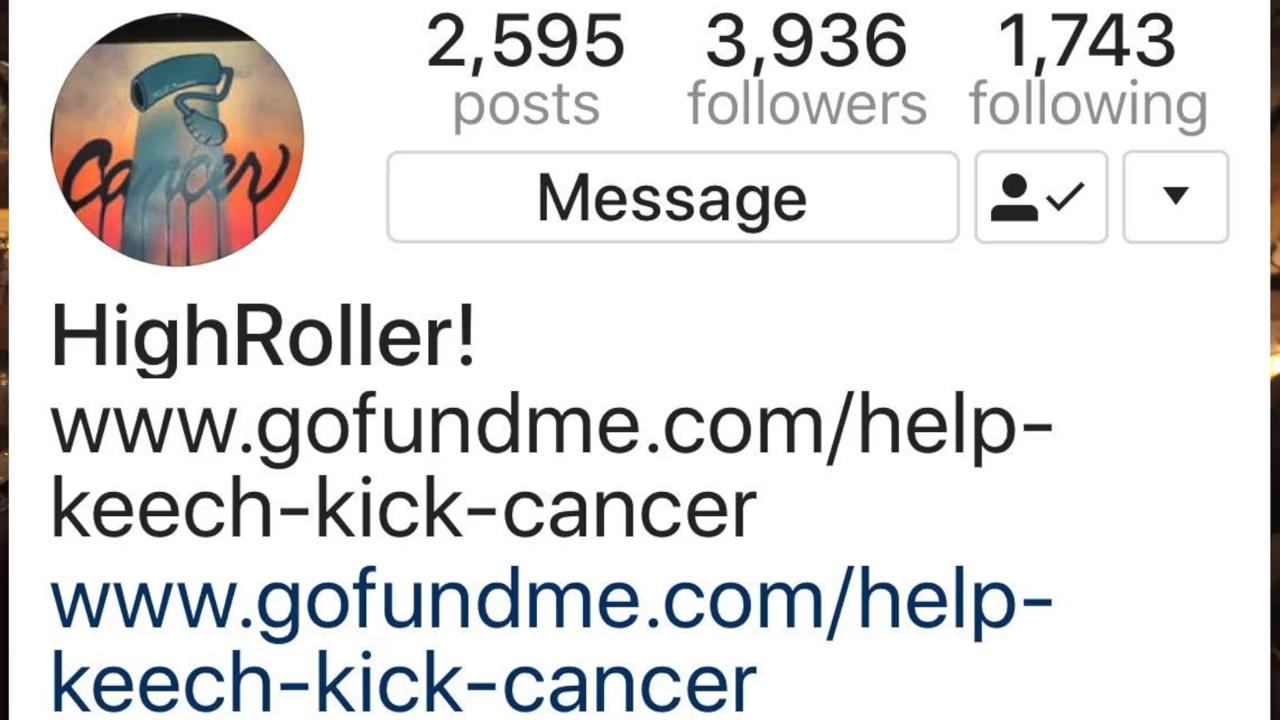 2,595 3,936 1,743
posts followers following
Cancer
Message
HighRoller!
www.gofundme.com/help-
keech-kick-cancer
www.gofundme.com/help-
keech-kick-cancer